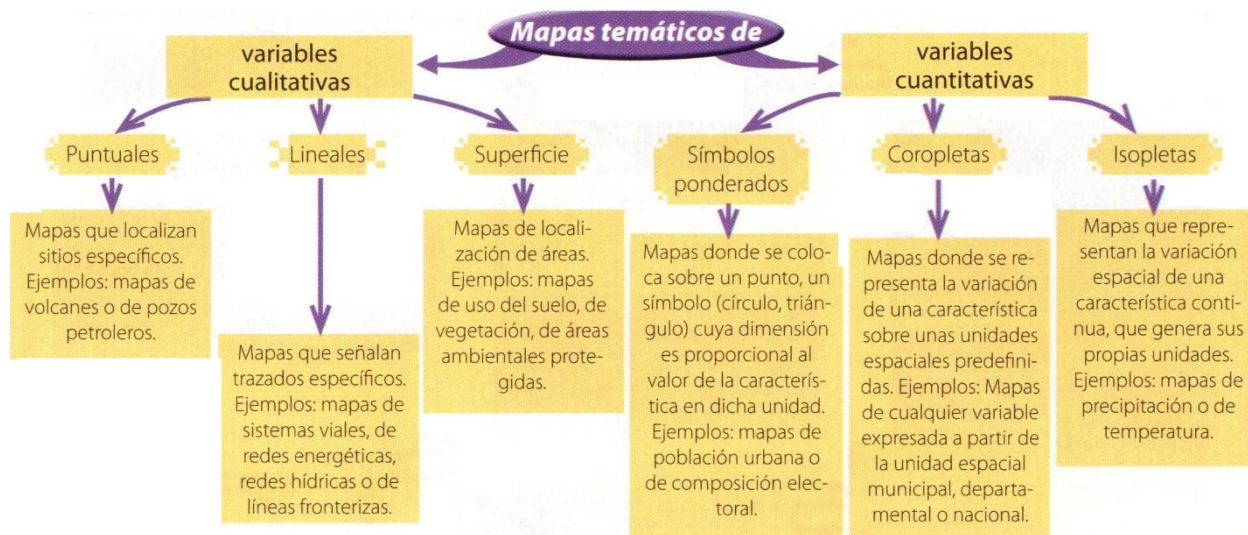 Mapas temáticos de
variables
cualitativas
variables
cuantitativas
Puntuales
Lineales
Superficie
Símbolos
ponderados
Coropletas
Isopletas
Mapas que localizan
sitios específicos.
Ejemplos: mapas de
volcanes o de pozos
petroleros.
Mapas que señalan
trazados específicos.
Ejemplos: mapas de
sistemas viales, de
redes energéticas,
redes hídricas o de
líneas fronterizas.
Mapas de locali-
zación de áreas.
Ejemplos: mapas
de uso del suelo, de
vegetación, de áreas
ambientales prote-
gidas.
Mapas donde se colo-
ca sobre un punto, un
símbolo (círculo, trián-
gulo) cuya dimensión
es proporcional al
valor de la caracterís-
tica en dicha unidad.
Ejemplos: mapas de
población urbana o
de composición elec-
toral.
Mapas donde se re-
presenta la variación
de una característica
sobre unas unidades
espaciales predefini-
das. Ejemplos: Mapas
de cualquier variable
expresada a partir de
la unidad espacial
municipal, departa-
mental o nacional.
Mapas que repre-
sentan la variación
espacial de una
característica conti-
nua, que genera sus
propias unidades.
Ejemplos: mapas de
precipitación o de
temperatura.